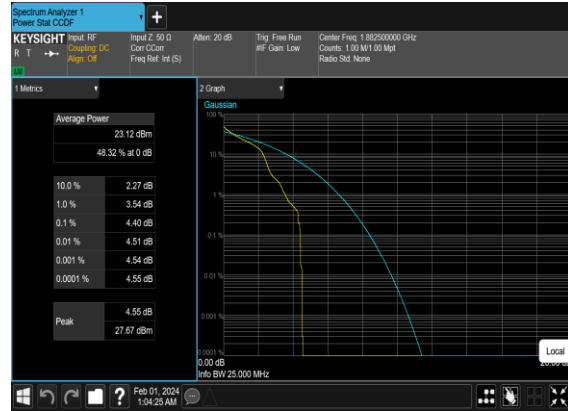 Spectrum Analyzer 1
Power Stat CCDF
KEYSIGHT
R T
LXI
Input: RF
Coupling: DC
Align: Off
Input Z: 50 Ω
Corr CCorr
Freq Ref: Int (S)
Atten: 20 dB
Trig: Free Run
#IF Gain: Low
Center Freq: 1.882500000 GHz
Counts: 1.00 M/1.00 Mpt
Radio Std: None
1 Metrics
Average Power
23.12 dBm
48.32 % at 0 dB
10.0 % 2.27 dB
1.0 % 3.54 dB
0.1 % 4.40 dB
0.01 % 4.51 dB
0.001 % 4.54 dB
0.0001 % 4.55 dB
Peak
4.55 dB
27.67 dBm
2 Graph
Gaussian
100 %
10 %
1 %
0.1 %
0.01 %
0.001 %
0.0001 %
0.00 dB
Info BW 25.000 MHz
Local
?
Feb 01, 2024
1:04:25 AM